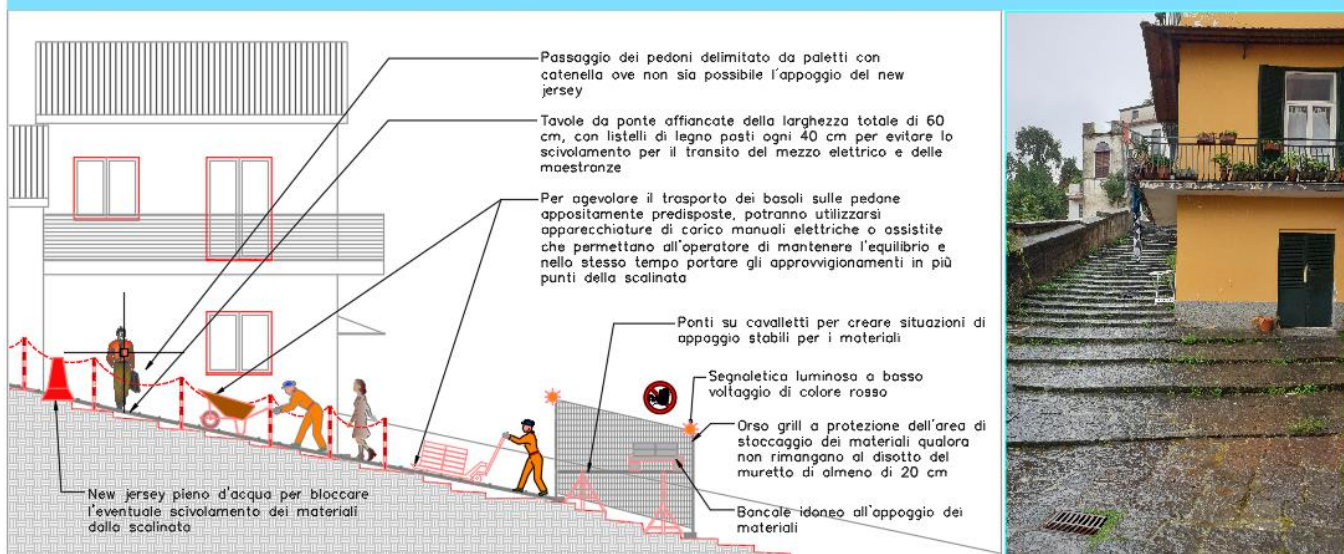 Passaggio dei pedoni delimitato da paletti con
catenella ove non sia possibile l'appoggio del new
jersey
Tavole da ponte affiancate della larghezza totale di 60
cm, con listelli di legno posti ogni 40 cm per evitare lo
scivolamento per il transito del mezzo elettrico e delle
maestranze
Per agevolare il trasporto dei basoli sulle pedane
appositamente predisposte, potranno utilizzarsi
apparecchiature di carico manuali elettriche o assistite
che permettano all'operatore di mantenere l'equilibrio e
nello stesso tempo portare gli approvvigionamenti in più
punti della scalinata
Ponti su cavalletti per creare situazioni di
appoggio stabili per i materiali
Segnaletica luminosa a basso
voltaggio di colore rosso
Orso grill a protezione dell'area di
stoccaggio dei materiali qualora
non rimangano al disotto del
muretto di almeno di 20 cm
Bancale idoneo all'appoggio dei
materiali
New jersey pieno d'acqua per bloccare
l'eventuale scivolamento dei materiali
dalla scalinata